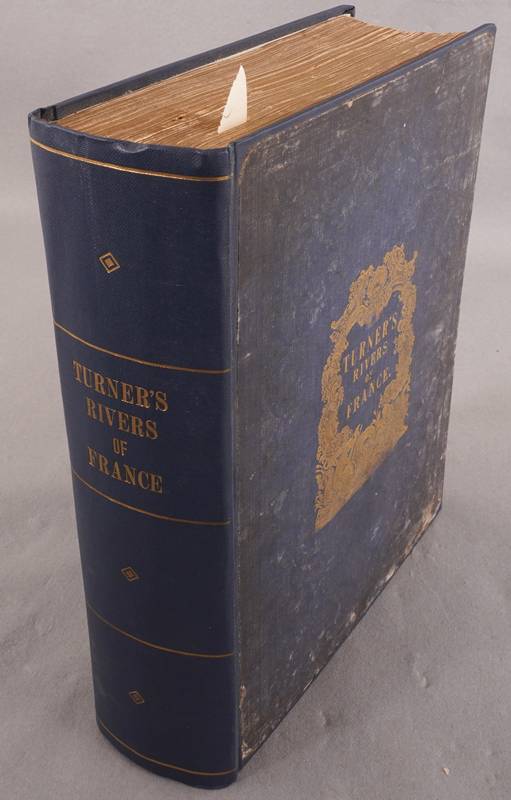 TURNER'S
RIVERS
OF
FRANCE
TURNER'S
RIVERS
OF
FRANCE.